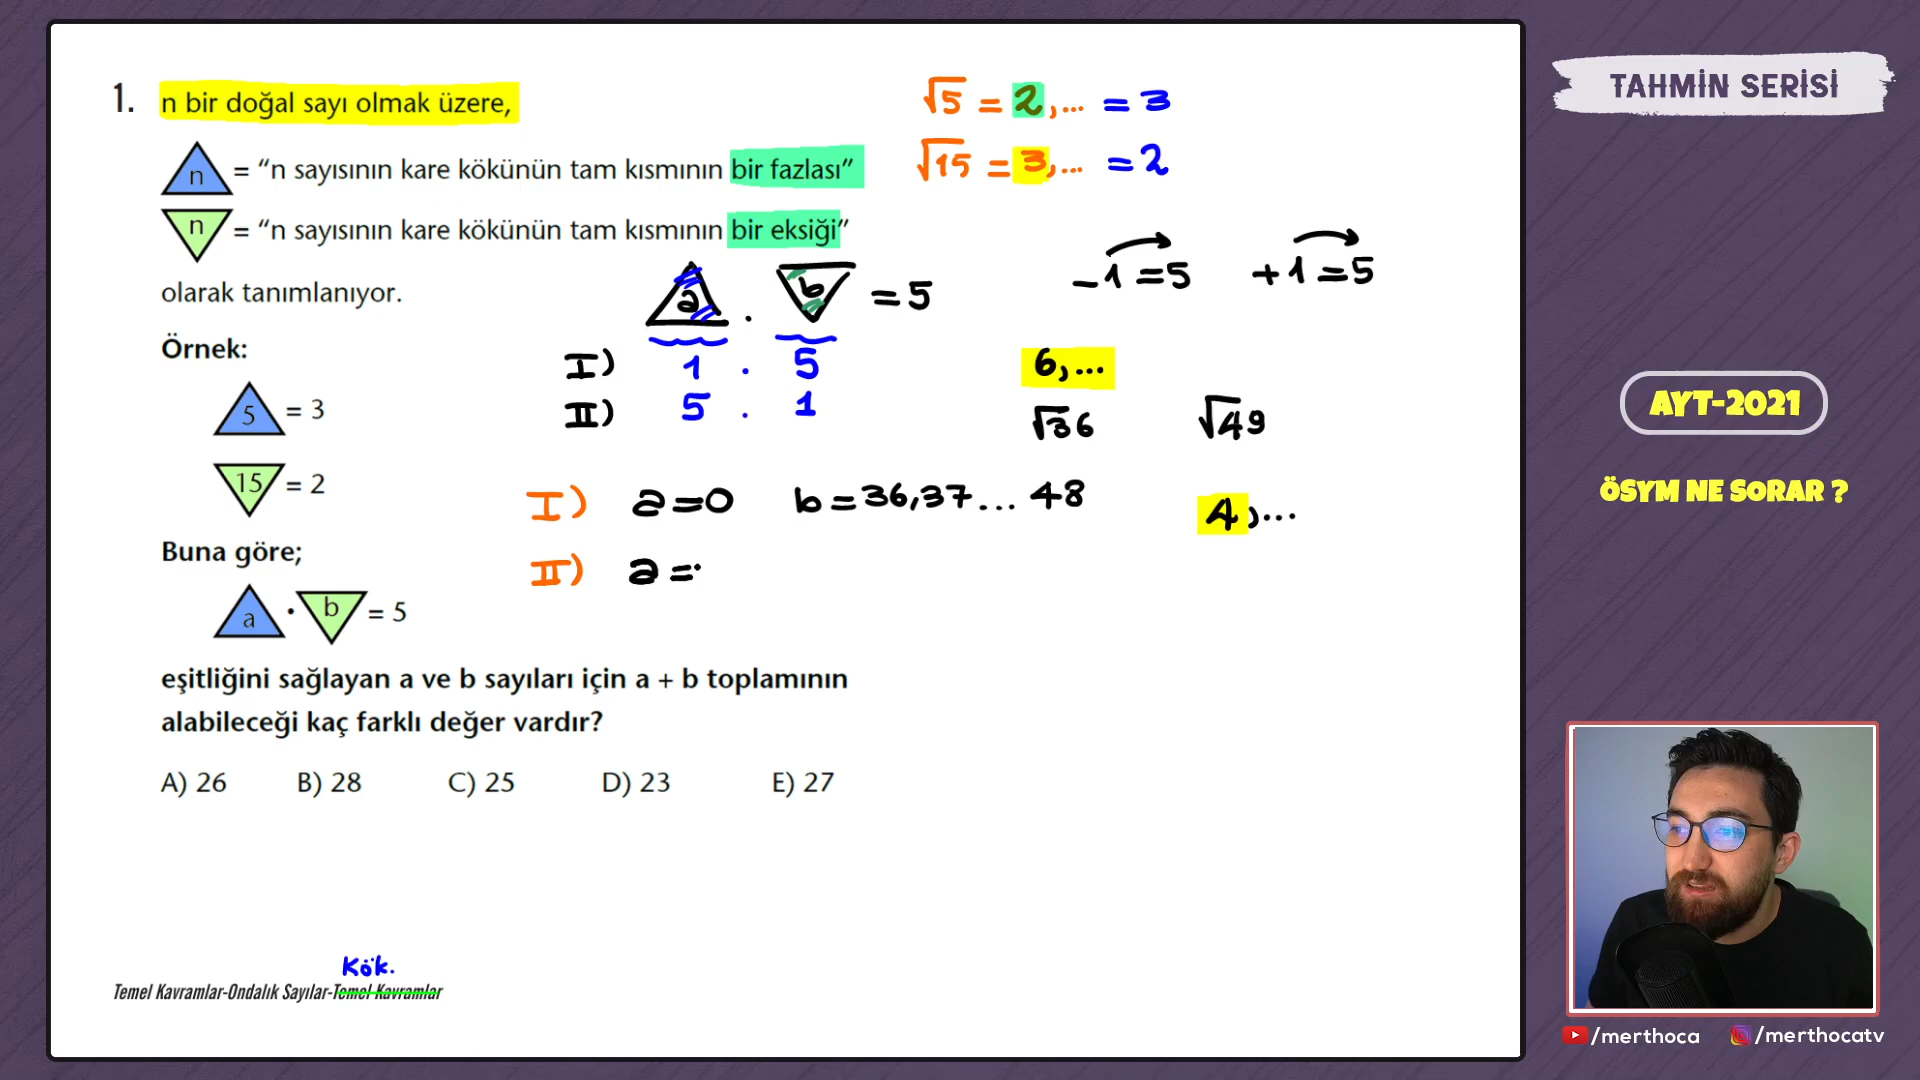 1. n bir doğal sayı olmak üzere,
n = “n sayısının kare kökünün tam kısmının bir fazlası”
n = “n sayısının kare kökünün tam kısmının bir eksiği”
olarak tanımlanıyor.
Örnek:
5 = 3
15 = 2
Buna göre;
a • b = 5
eşitliğini sağlayan a ve b sayıları için a + b toplamının
alabileceği kaç farklı değer vardır?
A) 26 B) 28 C) 25 D) 23 E) 27
Kök.
Temel Kavramlar-Ondalık Sayılar-Temel Kavramlar
√5 = 2,... = 3
√15 = 3,... = 2
a . b = 5
I) 1 . 5
II) 5 . 1
-1=5 +1=5
6,...
√36 √49
I) a=0 b=36,37...48
4,...
II) a=
TAHMİN SERİSİ
AYT-2021
ÖSYM NE SORAR ?
/merthoca /merthocatv